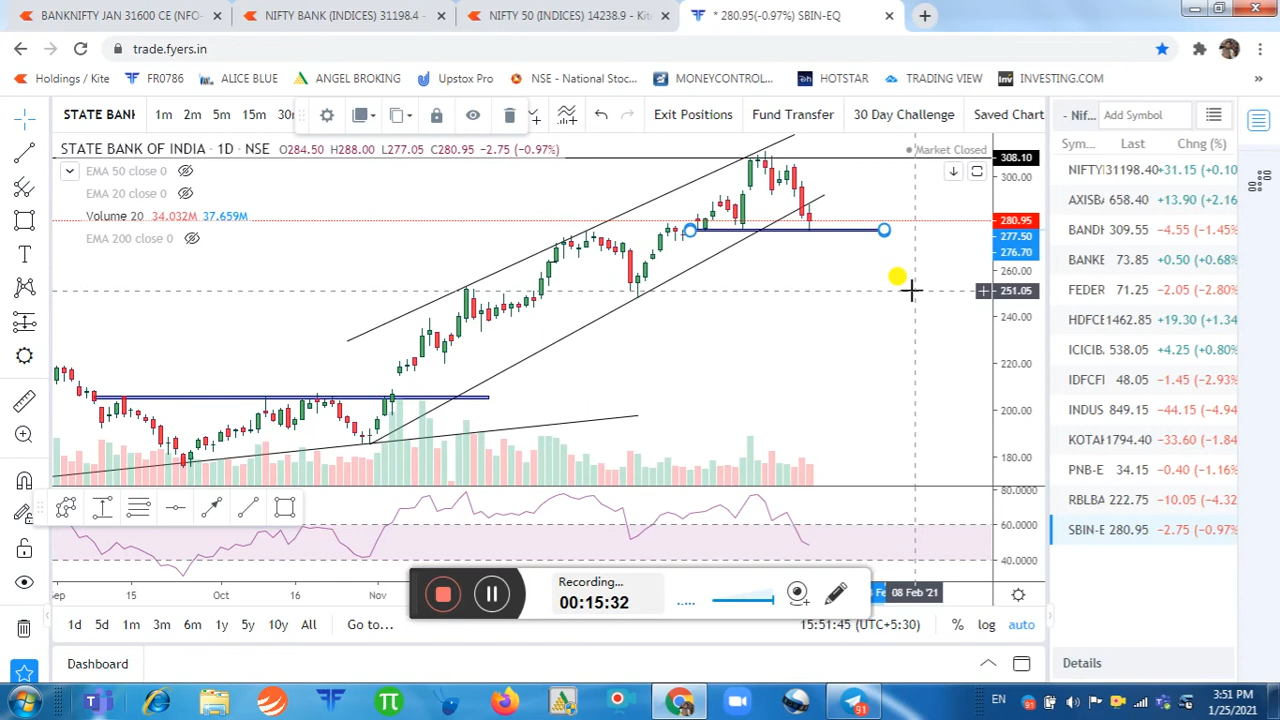 BANKNIFTY JAN 31600 CE (NFO-
NIFTY BANK (INDICES) 31198.4 -
NIFTY 50 (INDICES) 14238.9 - Kit
* 280.95(-0.97%) SBIN-EQ
trade.fyers.in
Holdings / Kite
FR0786
ALICE BLUE
ANGEL BROKING
Upstox Pro
NSE - National Stoc...
MONEYCONTROL...
HOTSTAR
TRADING VIEW
INVESTING.COM
STATE BANK
1m 2m 5m 15m 30
Exit Positions
Fund Transfer
30 Day Challenge
Saved Chart
- Nif...
Add Symbol
STATE BANK OF INDIA · 1D · NSE O284.50 H288.00 L277.05 C280.95 −2.75 (−0.97%)
Market Closed
EMA 50 close 0
EMA 20 close 0
Volume 20 34.032M 37.659M
EMA 200 close 0
308.10
300.00
280.95
277.50
276.70
260.00
251.05
240.00
220.00
200.00
180.00
80.0000
60.0000
40.0000
Sym... Last Chng (%)
NIFTY 31198.40 +31.15 (+0.10
AXISBA 658.40 +13.90 (+2.16
BANDH 309.55 −4.55 (−1.45
BANKE 73.85 +0.50 (+0.68%
FEDER 71.25 −2.05 (−2.80%
HDFCB 1462.85 +19.30 (+1.34
ICICIB 538.05 +4.25 (+0.80%
IDFCFI 48.05 −1.45 (−2.93%
INDUS 849.15 −44.15 (−4.94
KOTAK 1794.40 −33.60 (−1.84
PNB-E 34.15 −0.40 (−1.16%
RBLBA 222.75 −10.05 (−4.32
SBIN-E 280.95 −2.75 (−0.97%
15 Oct 16 Nov
08 Feb '21
Recording...
00:15:32
1d 5d 1m 3m 6m 1y 5y 10y All Go to...
15:51:45 (UTC+5:30) % log auto
Dashboard
Details
EN
3:51 PM
1/25/2021